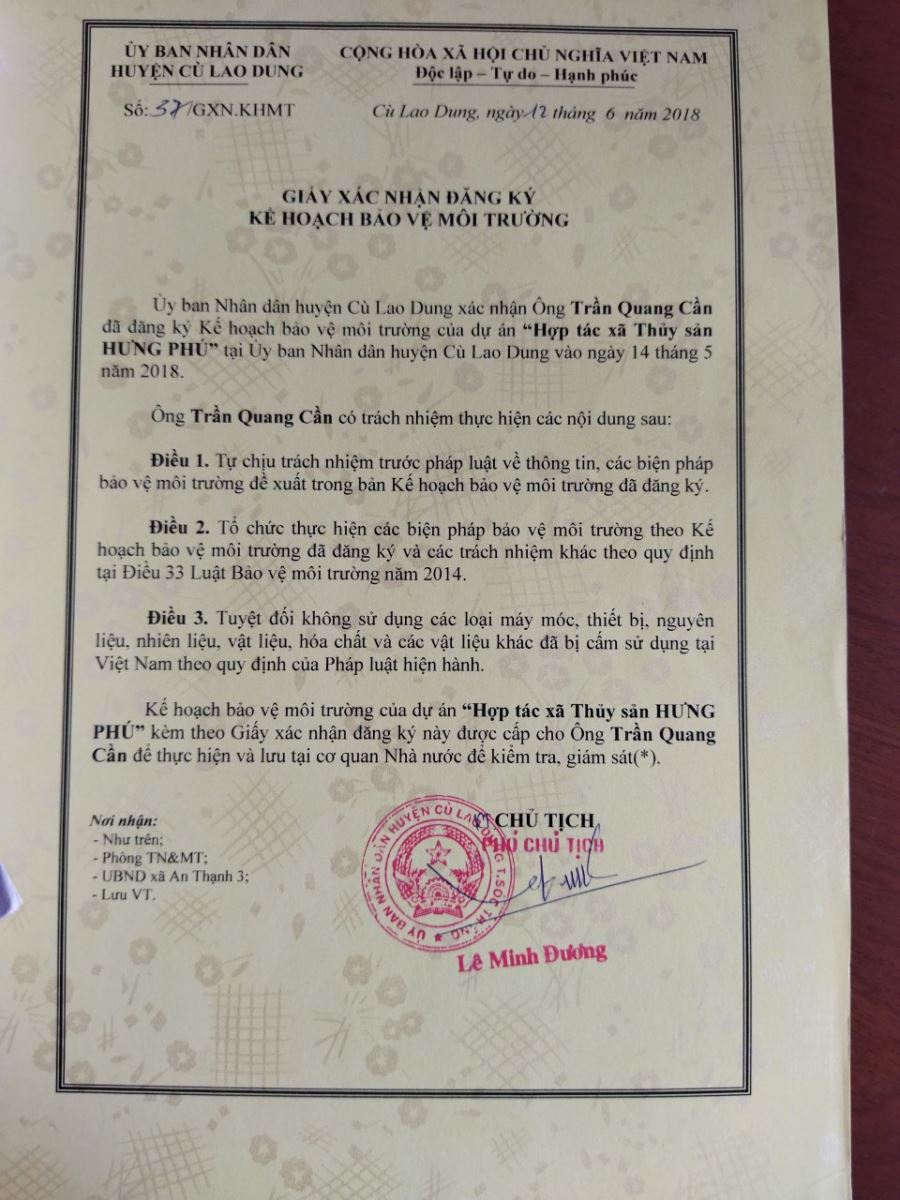 ỦY BAN NHÂN DÂN
HUYỆN CÙ LAO DUNG
CỘNG HÒA XÃ HỘI CHỦ NGHĨA VIỆT NAM
Độc lập – Tự do – Hạnh phúc
Số: /GXN.KHMT
Cù Lao Dung, ngày 12 tháng 6 năm 2018
GIẤY XÁC NHẬN ĐĂNG KÝ
KẾ HOẠCH BẢO VỆ MÔI TRƯỜNG
Ủy ban Nhân dân huyện Cù Lao Dung xác nhận Ông Trần Quang Cần
đã đăng ký Kế hoạch bảo vệ môi trường của dự án “Hợp tác xã Thủy sản
HƯNG PHÚ” tại Ủy ban Nhân dân huyện Cù Lao Dung vào ngày 14 tháng 5
năm 2018.
Ông Trần Quang Cần có trách nhiệm thực hiện các nội dung sau:
Điều 1. Tự chịu trách nhiệm trước pháp luật về thông tin, các biện pháp
bảo vệ môi trường đề xuất trong bản Kế hoạch bảo vệ môi trường đã đăng ký.
Điều 2. Tổ chức thực hiện các biện pháp bảo vệ môi trường theo Kế
hoạch bảo vệ môi trường đã đăng ký và các trách nhiệm khác theo quy định
tại Điều 33 Luật Bảo vệ môi trường năm 2014.
Điều 3. Tuyệt đối không sử dụng các loại máy móc, thiết bị, nguyên
liệu, nhiên liệu, vật liệu, hóa chất và các vật liệu khác đã bị cấm sử dụng tại
Việt Nam theo quy định của Pháp luật hiện hành.
Kế hoạch bảo vệ môi trường của dự án “Hợp tác xã Thủy sản HƯNG
PHÚ” kèm theo Giấy xác nhận đăng ký này được cấp cho Ông Trần Quang
Cần để thực hiện và lưu tại cơ quan Nhà nước để kiểm tra, giám sát(*).
Nơi nhận:
- Như trên;
- Phòng TN&MT;
- UBND xã An Thạnh 3;
- Lưu VT.
CHỦ TỊCH
PHÓ CHỦ TỊCH
ỦY BAN NHÂN DÂN HUYỆN CÙ LAO DUNG T.SÓC TRĂNG
Lê Minh Đương